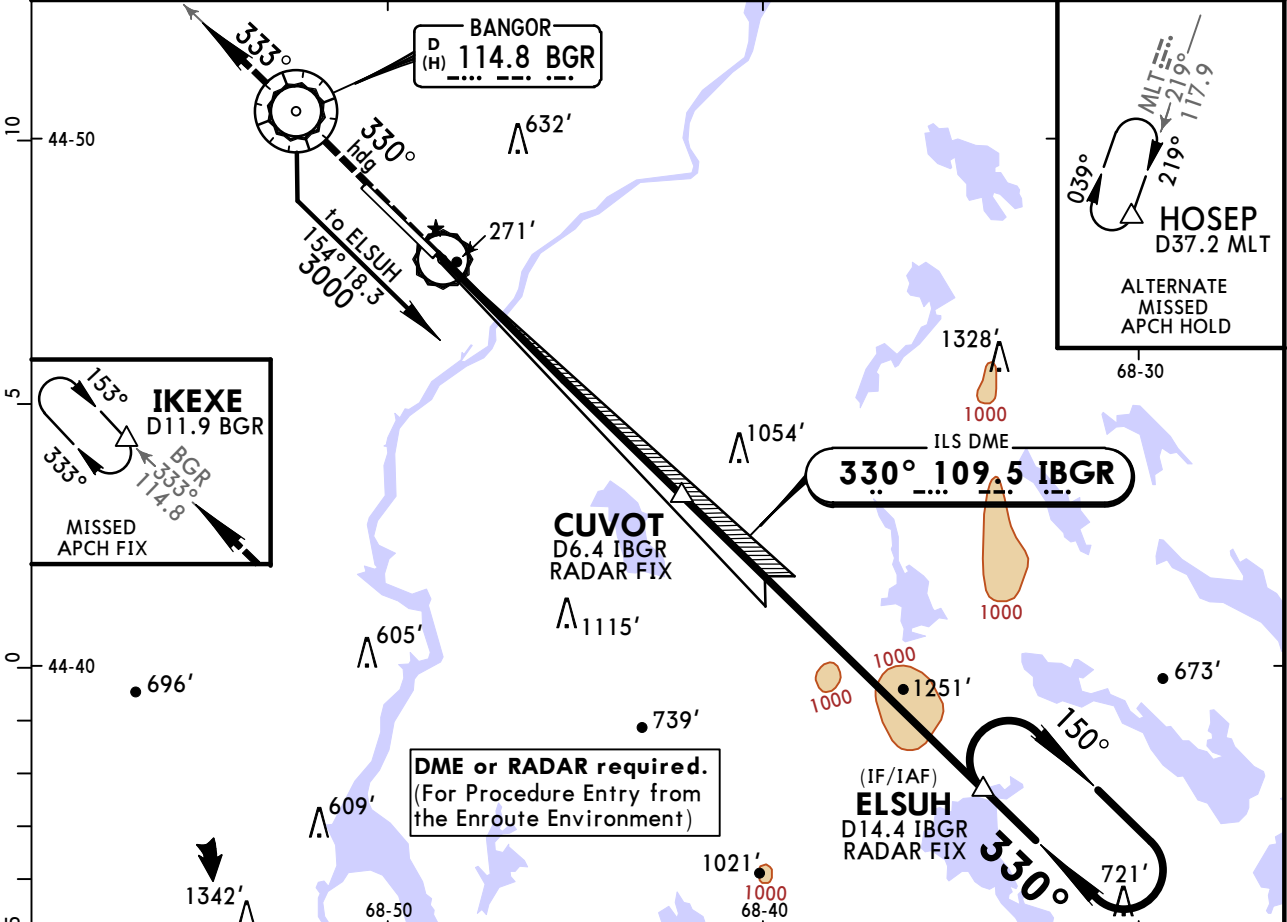 333°
BANGOR
D
(H) 114.8 BGR
10
44-50
330°
hdg
632'
271'
to ELSUH
154° 18.3
3000
MLT
219°
117.9
039°
219°
HOSEP
D37.2 MLT
ALTERNATE
MISSED
APCH HOLD
68-30
1328'
1000
5
153°
IKEXE
D11.9 BGR
333°
BGR
333°
114.8
MISSED
APCH FIX
1054'
ILS DME
330° 109.5 IBGR
CUVOT
D6.4 IBGR
RADAR FIX
1000
1115'
605'
0
44-40
696'
1000
1000
1251'
673'
739'
150°
DME or RADAR required.
(For Procedure Entry from
the Enroute Environment)
(IF/IAF)
ELSUH
D14.4 IBGR
RADAR FIX
609'
330°
1342'
1021'
1000
721'
68-50
68-40
5